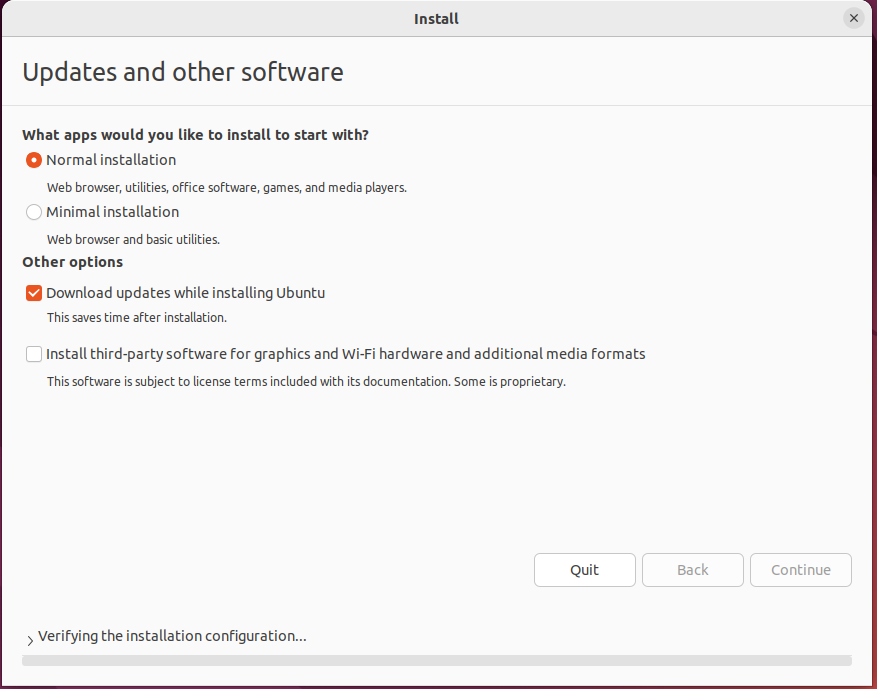 Install
Updates and other software
What apps would you like to install to start with?
Normal installation
Web browser, utilities, office software, games, and media players.
Minimal installation
Web browser and basic utilities.
Other options
Download updates while installing Ubuntu
This saves time after installation.
Install third-party software for graphics and Wi-Fi hardware and additional media formats
This software is subject to license terms included with its documentation. Some is proprietary.
Quit Back Continue
Verifying the installation configuration...